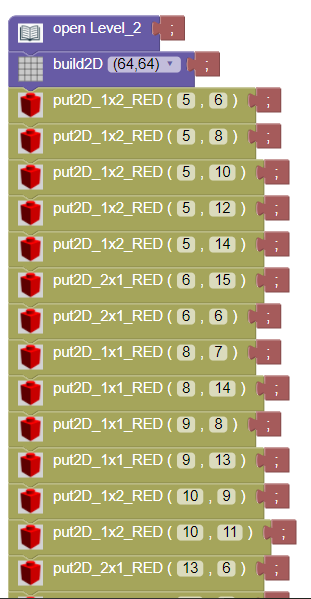 open Level_2 ;
build2D (64,64) ;
put2D_1x2_RED ( 5 , 6 ) ;
put2D_1x2_RED ( 5 , 8 ) ;
put2D_1x2_RED ( 5 , 10 ) ;
put2D_1x2_RED ( 5 , 12 ) ;
put2D_1x2_RED ( 5 , 14 ) ;
put2D_2x1_RED ( 6 , 15 ) ;
put2D_2x1_RED ( 6 , 6 ) ;
put2D_1x1_RED ( 8 , 7 ) ;
put2D_1x1_RED ( 8 , 14 ) ;
put2D_1x1_RED ( 9 , 8 ) ;
put2D_1x1_RED ( 9 , 13 ) ;
put2D_1x2_RED ( 10 , 9 ) ;
put2D_1x2_RED ( 10 , 11 ) ;
put2D_2x1_RED ( 13 , 6 ) ;